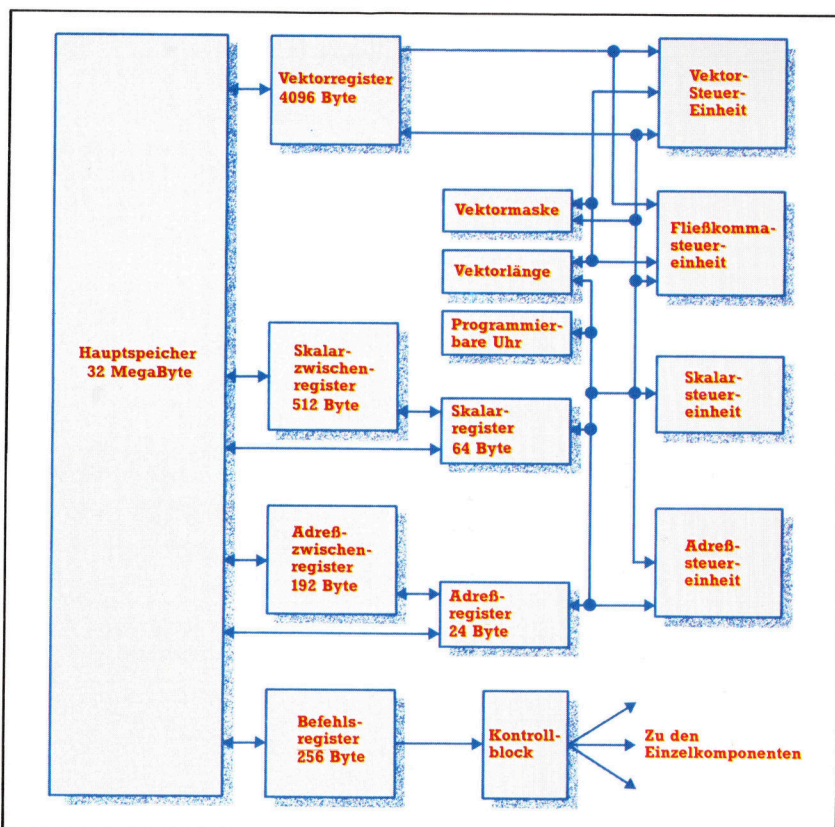 Vektorregister
4096 Byte
Vektor-
Steuer-
Einheit
Vektormaske
Fließkomma-
steuer-
einheit
Vektorlänge
Programmier-
bare Uhr
Hauptspeicher
32 MegaByte
Skalar-
zwischen-
register
512 Byte
Skalar-
register
64 Byte
Skalar-
steuer-
einheit
Adreß-
zwischen-
register
192 Byte
Adreß-
register
24 Byte
Adreß-
steuer-
einheit
Befehls-
register
256 Byte
Kontroll-
block
Zu den
Einzelkomponenten